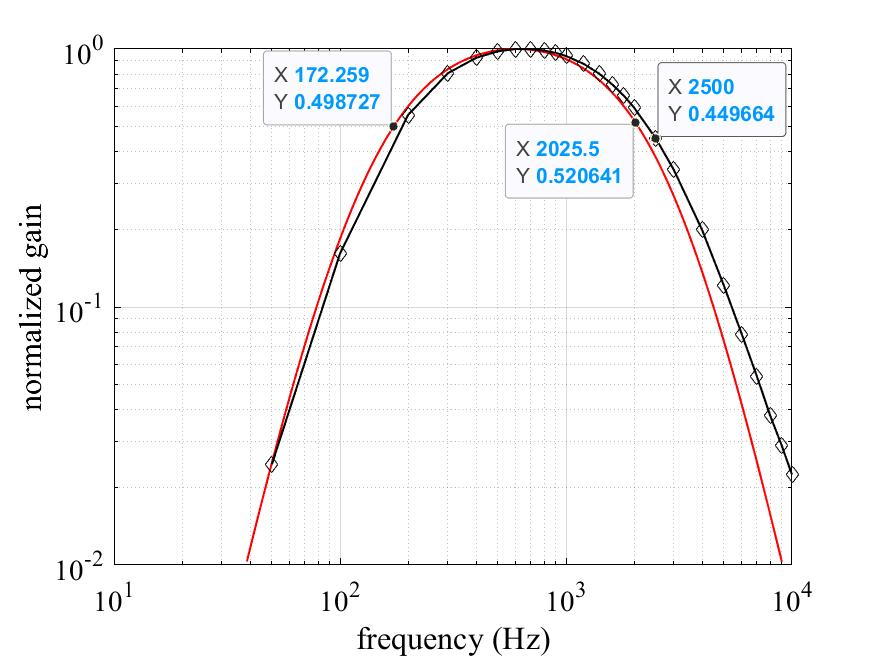 10^0
X 172.259
Y 0.498727
X 2500
Y 0.449664
X 2025.5
Y 0.520641
normalized gain
10^-1
10^-2
10^1
10^2
10^3
10^4
frequency (Hz)